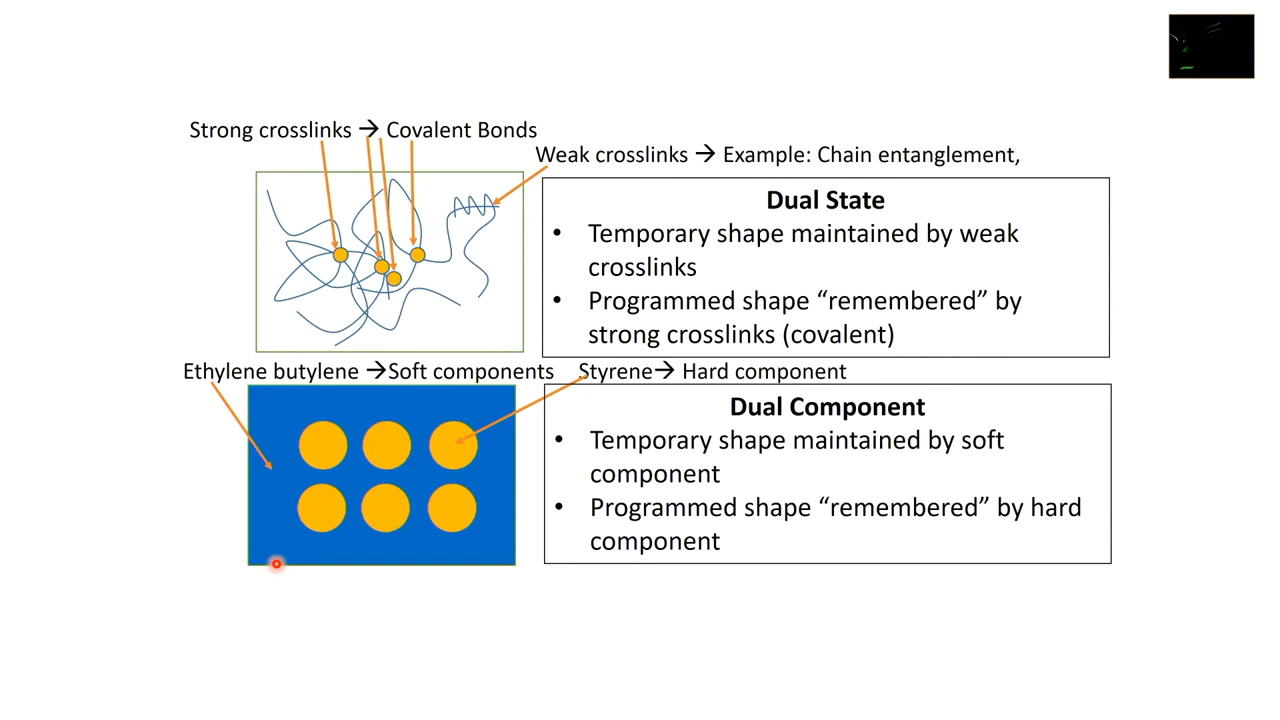 Strong crosslinks → Covalent Bonds
Weak crosslinks → Example: Chain entanglement,
Dual State
• Temporary shape maintained by weak
crosslinks
• Programmed shape “remembered” by
strong crosslinks (covalent)
Ethylene butylene →Soft components
Styrene→ Hard component
Dual Component
• Temporary shape maintained by soft
component
• Programmed shape “remembered” by hard
component